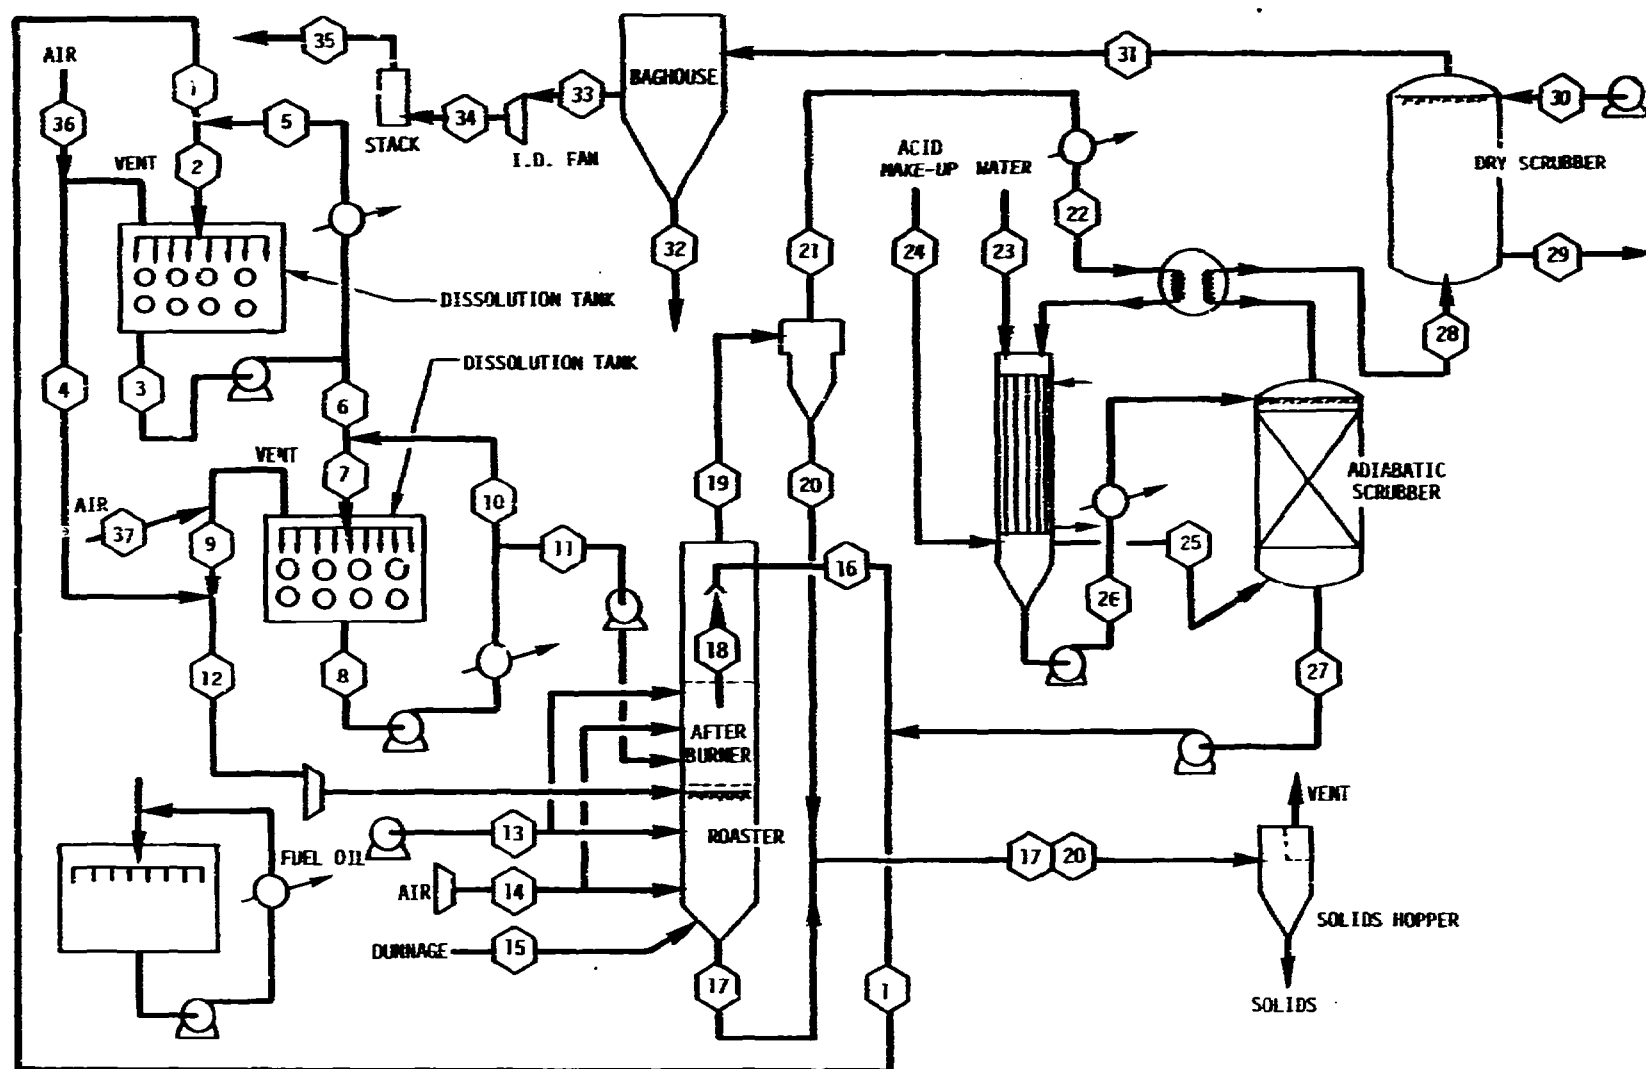 35
31
AIR
BAGHOUSE
33
30
1
34
36
5
STACK
I.D. FAN
ACID
MAKE-UP WATER
DRY SCRUBBER
VENT
2
22
32
21
24
23
29
DISSOLUTION TANK
28
DISSOLUTION TANK
4
3
6
VENT
7
19
20
ADIABATIC
SCRUBBER
10
AIR
37
9
11
25
16
26
18
12
8
27
AFTER
BURNER
VENT
13
ROASTER
FUEL OIL
17 20
AIR
14
SOLIDS HOPPER
DUNNAGE
15
17
1
SOLIDS